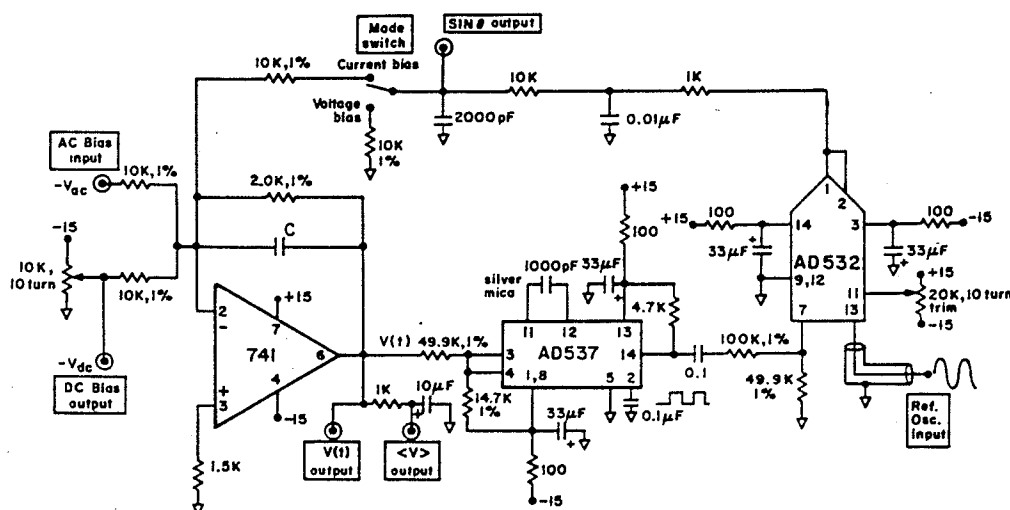 Mode
switch
SIN θ output
10K,1%
Current bias
10K
1K
Voltage
bias
2000pF
0.01μF
10K
1%
AC Bias
input
-Vac
10K,1%
2.0K,1%
C
-15
10K,
10 turn
10K,1%
-Vdc
DC Bias
output
2
-
+15
7
741
6
4
+
3
-15
1.5K
V(t)
49.9K,1%
1K
10μF
+
V(t)
output
<V>
output
+15
100
silver
mica
1000pF
33μF
+
4.7K
11
12
13
3
AD537
14
4
1,8
5
2
14.7K
1%
33μF
+
0.1μF
100
-15
0.1
100K,1%
49.9K
1%
1
2
+15
100
14
3
100
-15
33μF
+
33μF
+
AD532
9,12
11
+15
20K,10 turn
trim
-15
7
13
Ref.
Osc.
input